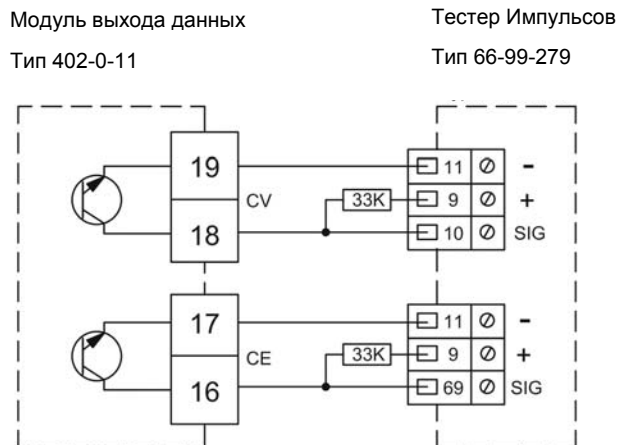 Модуль выхода данных
Тип 402-0-11
Тестер Импульсов
Тип 66-99-279
19
18
CV
33K
11 -
9 +
10 SIG
17
16
CE
33K
11 -
9 +
69 SIG